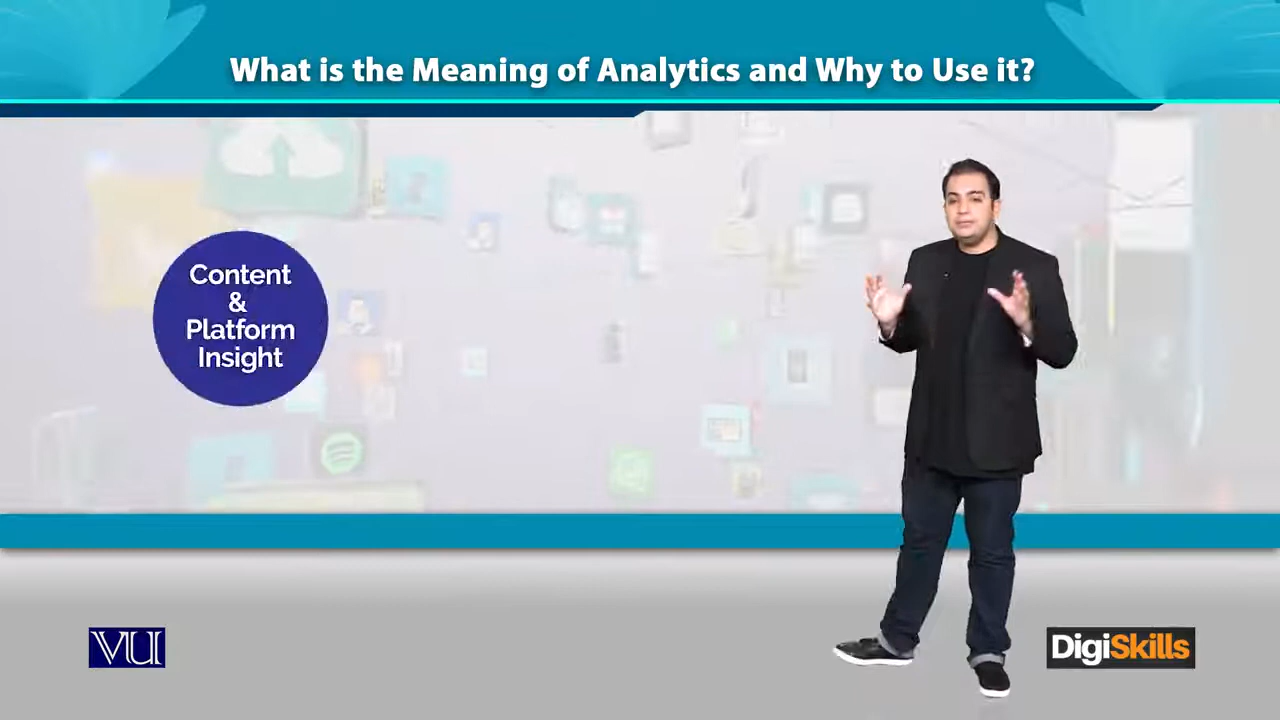 What is the Meaning of Analytics and Why to Use it?
Content
&
Platform
Insight
VU
DigiSkills